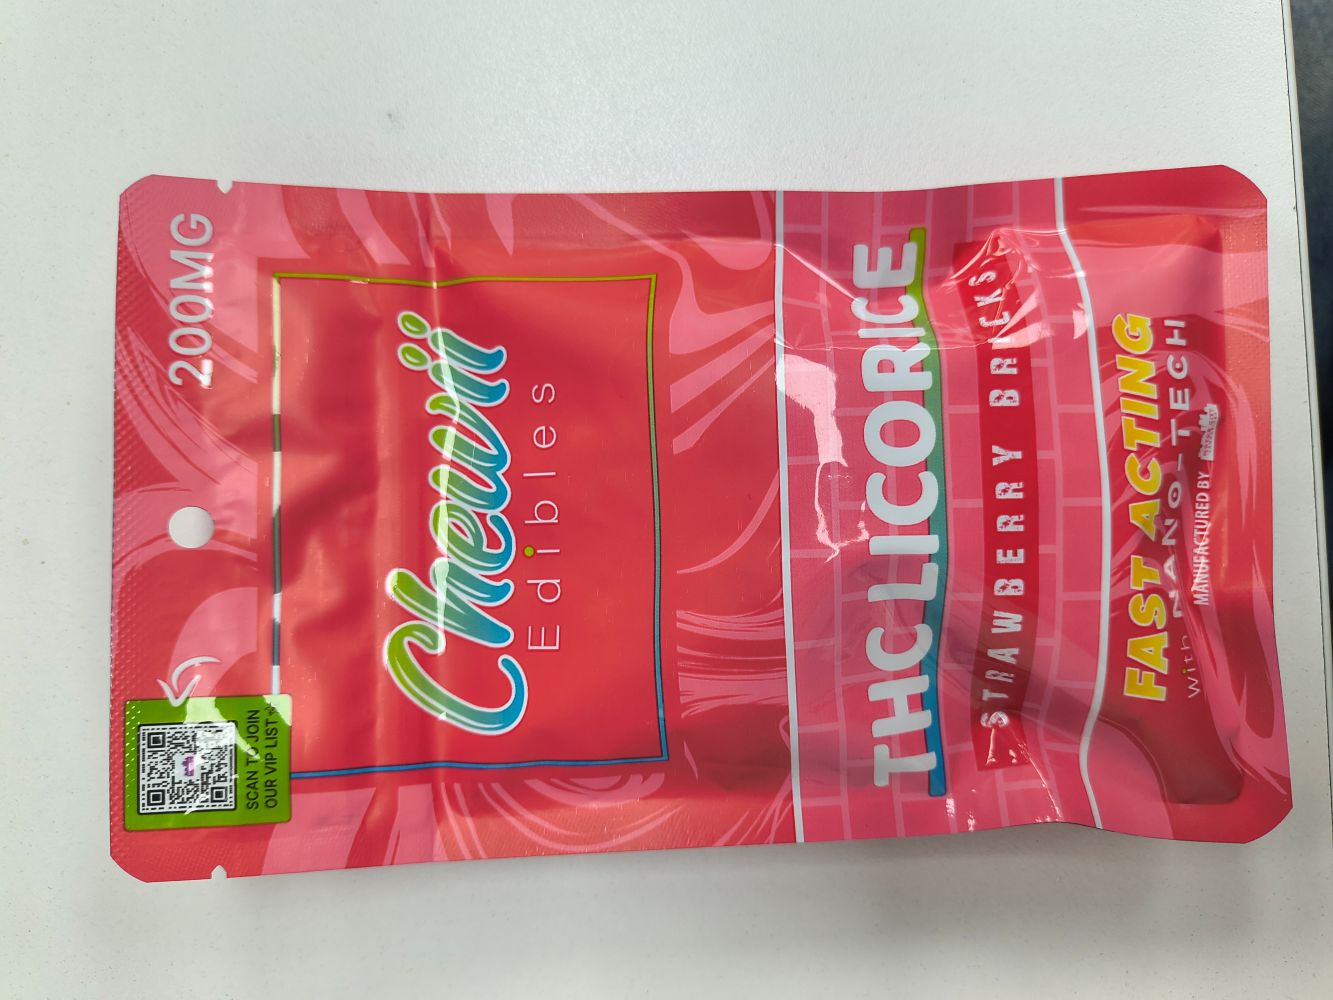 200MG
SCAN TO JOIN
OUR VIP LIST
Chewii
Edibles
THC LICORICE
STRAWBERRY BRICKS
FAST ACTING
with NANO-TECH
MANUFACTURED BY